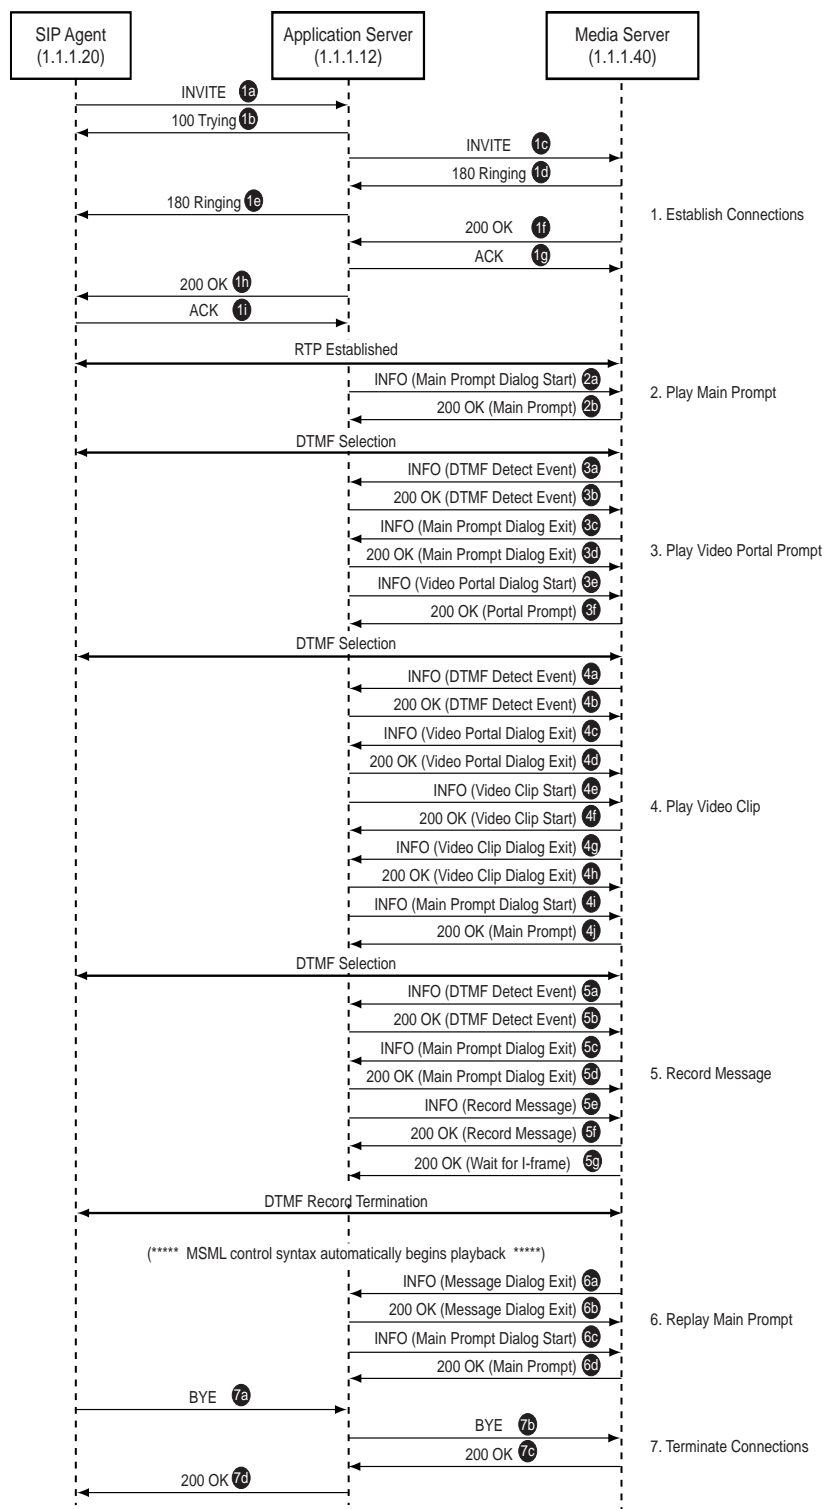 SIP Agent
(1.1.1.20)
Application Server
(1.1.1.12)
Media Server
(1.1.1.40)
INVITE 1a
100 Trying 1b
INVITE 1c
180 Ringing 1d
180 Ringing 1e
1. Establish Connections
200 OK 1f
ACK 1g
200 OK 1h
ACK 1i
RTP Established
INFO (Main Prompt Dialog Start) 2a
2. Play Main Prompt
200 OK (Main Prompt) 2b
DTMF Selection
INFO (DTMF Detect Event) 3a
200 OK (DTMF Detect Event) 3b
INFO (Main Prompt Dialog Exit) 3c
3. Play Video Portal Prompt
200 OK (Main Prompt Dialog Exit) 3d
INFO (Video Portal Dialog Start) 3e
200 OK (Portal Prompt) 3f
DTMF Selection
INFO (DTMF Detect Event) 4a
200 OK (DTMF Detect Event) 4b
INFO (Video Portal Dialog Exit) 4c
200 OK (Video Portal Dialog Exit) 4d
INFO (Video Clip Start) 4e
4. Play Video Clip
200 OK (Video Clip Start) 4f
INFO (Video Clip Dialog Exit) 4g
200 OK (Video Clip Dialog Exit) 4h
INFO (Main Prompt Dialog Start) 4i
200 OK (Main Prompt) 4j
DTMF Selection
INFO (DTMF Detect Event) 5a
200 OK (DTMF Detect Event) 5b
INFO (Main Prompt Dialog Exit) 5c
5. Record Message
200 OK (Main Prompt Dialog Exit) 5d
INFO (Record Message) 5e
200 OK (Record Message) 5f
200 OK (Wait for I-frame) 5g
DTMF Record Termination
(***** MSML control syntax automatically begins playback *****)
INFO (Message Dialog Exit) 6a
200 OK (Message Dialog Exit) 6b
6. Replay Main Prompt
INFO (Main Prompt Dialog Start) 6c
200 OK (Main Prompt) 6d
BYE 7a
BYE 7b
7. Terminate Connections
200 OK 7c
200 OK 7d